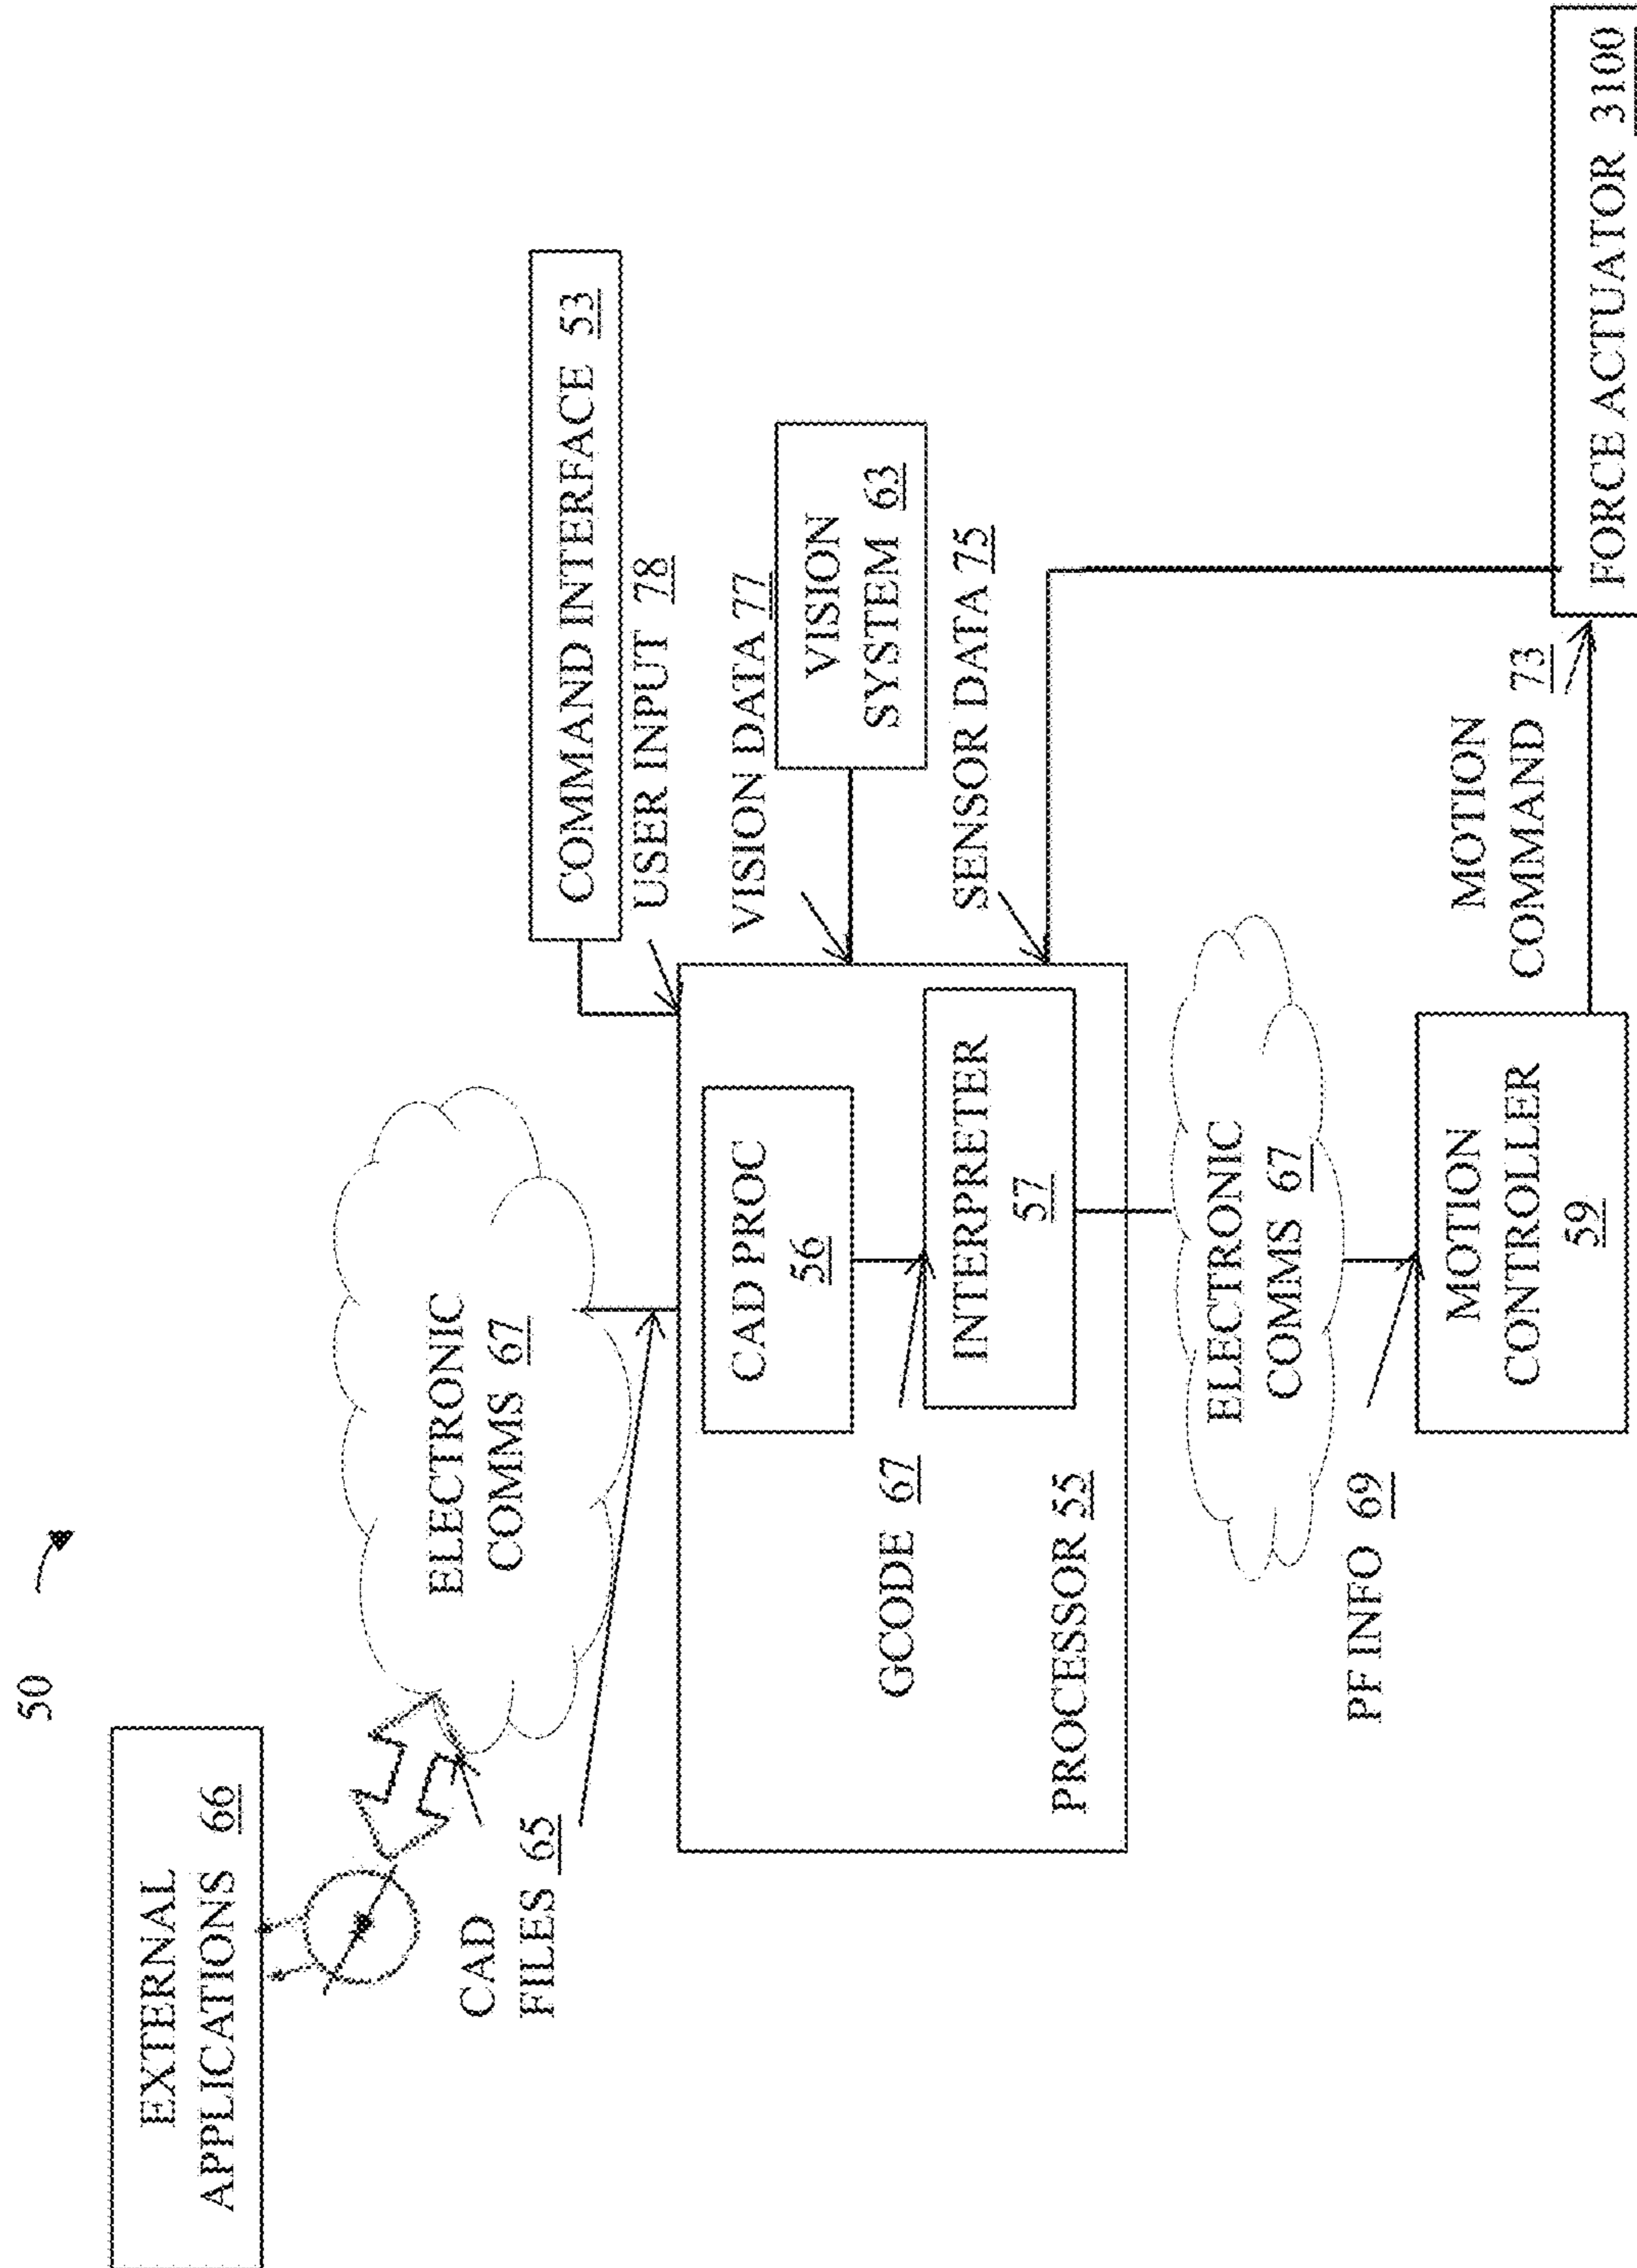 50
EXTERNAL
APPLICATIONS 66
ELECTRONIC
COMMS 67
CAD
FILES 65
COMMAND INTERFACE 53
USER INPUT 78
VISION DATA 77
VISION
SYSTEM 63
SENSOR DATA 75
CAD PROC
56
GCODE 67
INTERPRETER
57
PROCESSOR 55
ELECTRONIC
COMMS 67
PF INFO 69
MOTION
CONTROLLER
59
MOTION
COMMAND 73
FORCE ACTUATOR 3100